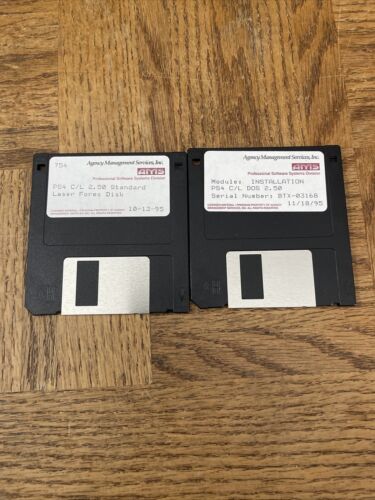 Agency Management Services, Inc.
754
AMS
Professional Software Systems Division
PS4 C/L 2.50 Standard
Laser Forms Disk
10-12-95
Agency Management Services, Inc.
AMS
Professional Software Systems Division
Module: INSTALLATION
PS4 C/L DOS 2.50
Serial Number: BTX-03168
11/18/95